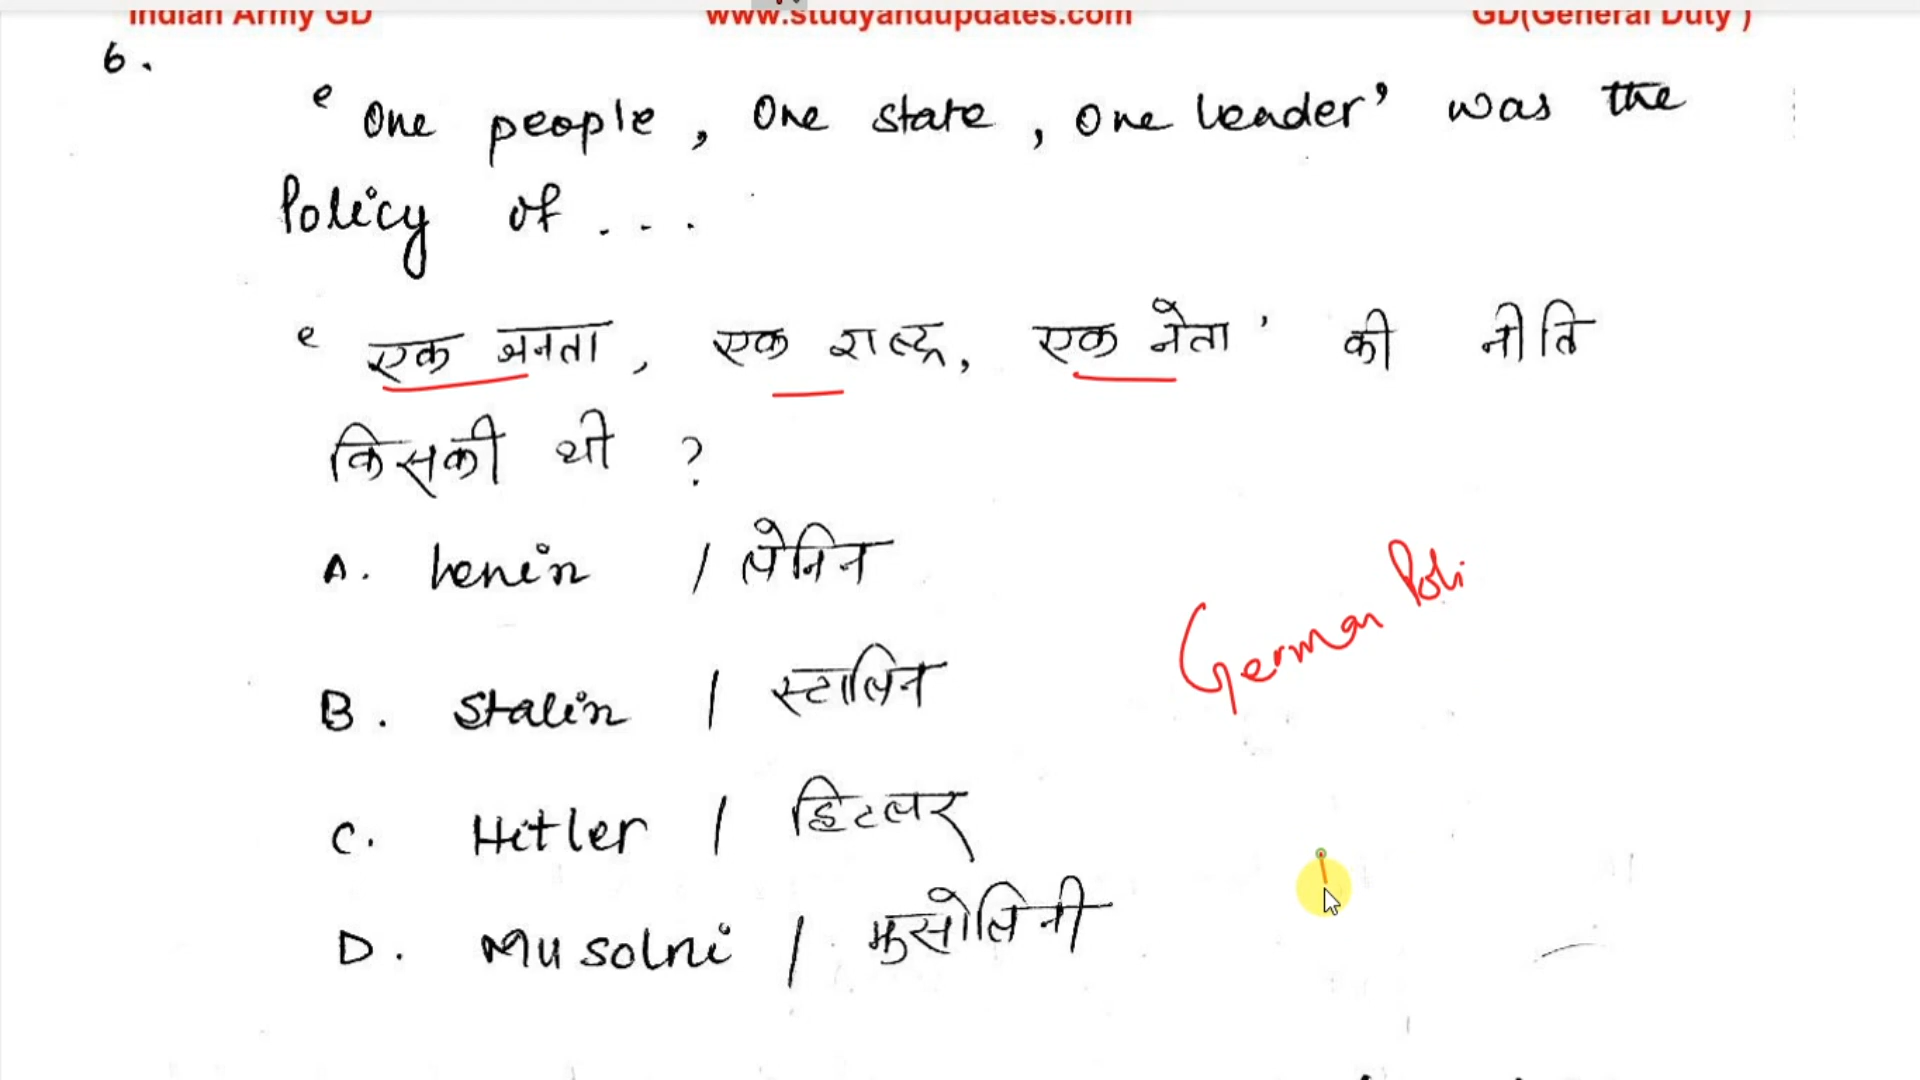 Indian Army GD www.studyandupdates.com GD(General Duty )
6.
‘One people, One state, One leader’ was the
Policy of ....
‘एक जनता, एक राष्ट्र, एक नेता’ की नीति
किसकी थी ?
A. Lenin / लेनिन
German Poli
B. Stalin / स्टालिन
C. Hitler / हिटलर
D. Musolni / मुसोलिनी